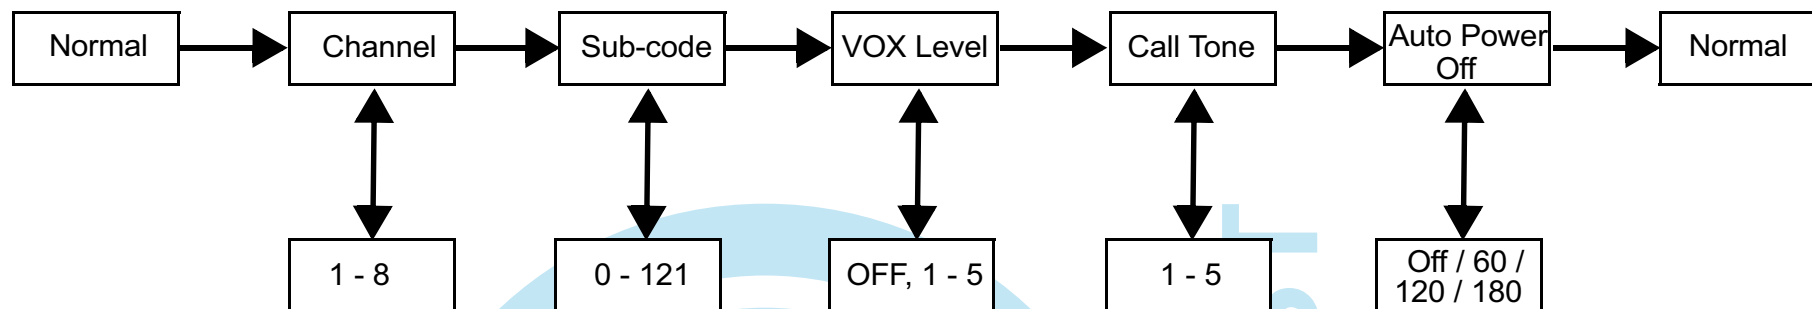 Normal
Channel
Sub-code
VOX Level
Call Tone
Auto Power
Off
Normal
1 - 8
0 - 121
OFF, 1 - 5
1 - 5
Off / 60 /
120 / 180